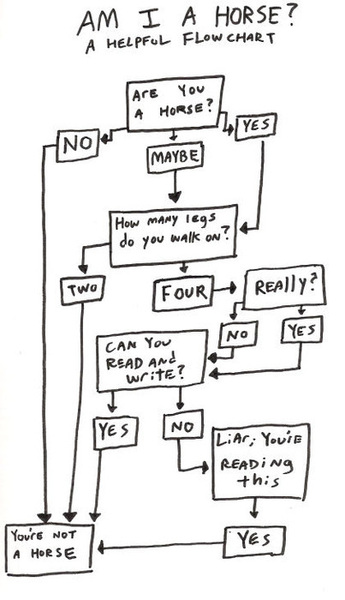 AM I A HORSE?
A HELPFUL FLOWCHART
ARE YOU
A HORSE?
NO
YES
MAYBE
HOW MANY legs
do you WALK ON?
TWO
FOUR
REAlly?
NO
YES
CAN YOU
READ AND
WRITE?
YES
NO
LiAR; YOU'RE
READING
this
YES
YOU'RE NOT
A HORSE